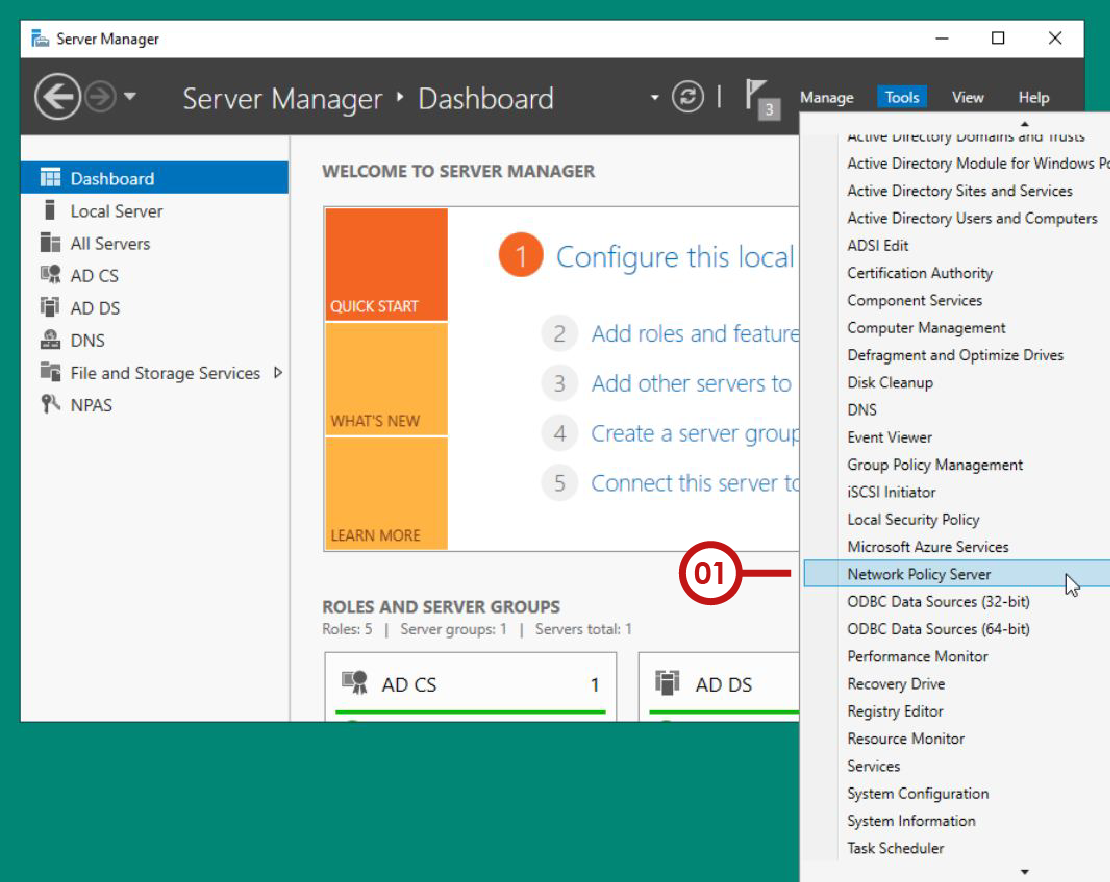 Server Manager
Server Manager • Dashboard
3
Manage
Tools
View
Help
Dashboard
Local Server
All Servers
AD CS
AD DS
DNS
File and Storage Services
NPAS
WELCOME TO SERVER MANAGER
QUICK START
WHAT'S NEW
LEARN MORE
1 Configure this local
2 Add roles and feature
3 Add other servers to
4 Create a server group
5 Connect this server to
ROLES AND SERVER GROUPS
Roles: 5 | Server groups: 1 | Servers total: 1
AD CS 1
AD DS
Active Directory Domains and Trusts
Active Directory Module for Windows Po
Active Directory Sites and Services
Active Directory Users and Computers
ADSI Edit
Certification Authority
Component Services
Computer Management
Defragment and Optimize Drives
Disk Cleanup
DNS
Event Viewer
Group Policy Management
iSCSI Initiator
Local Security Policy
Microsoft Azure Services
01
Network Policy Server
ODBC Data Sources (32-bit)
ODBC Data Sources (64-bit)
Performance Monitor
Recovery Drive
Registry Editor
Resource Monitor
Services
System Configuration
System Information
Task Scheduler